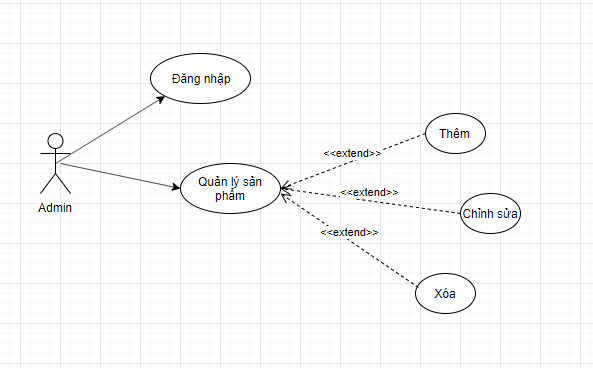 Đăng nhập
Thêm
<<extend>>
Quản lý sản
phẩm
<<extend>>
Chỉnh sửa
Admin
<<extend>>
Xóa